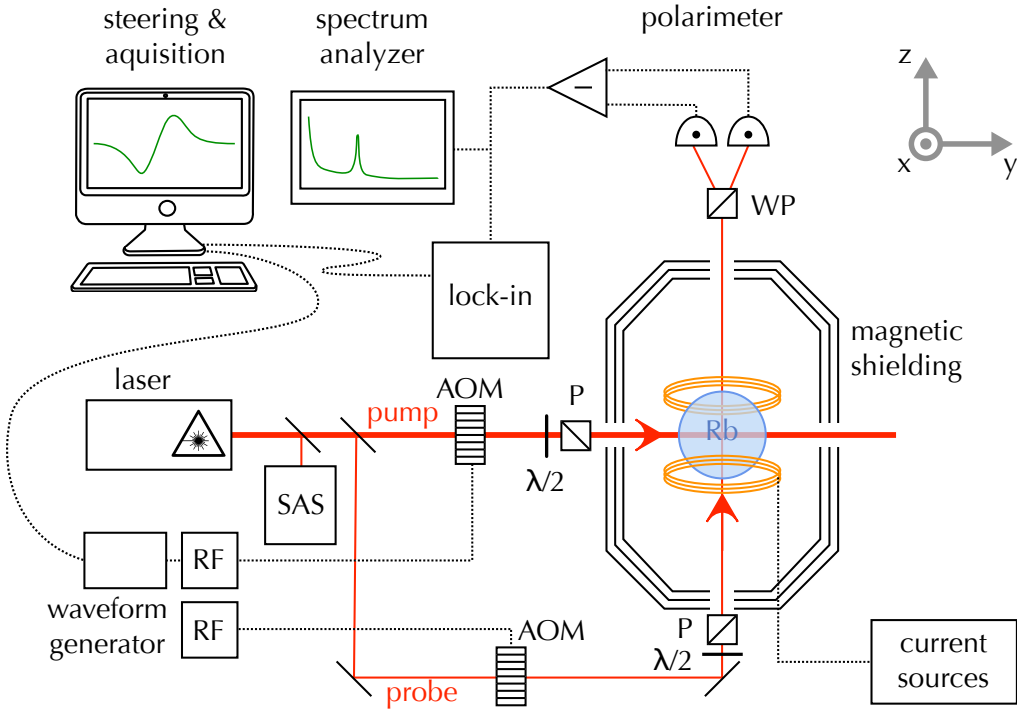 steering &
aquisition
spectrum
analyzer
polarimeter
z
x
y
WP
lock-in
magnetic
shielding
laser
AOM
P
pump
Rb
λ/2
SAS
RF
waveform
generator
RF
AOM
P
λ/2
probe
current
sources